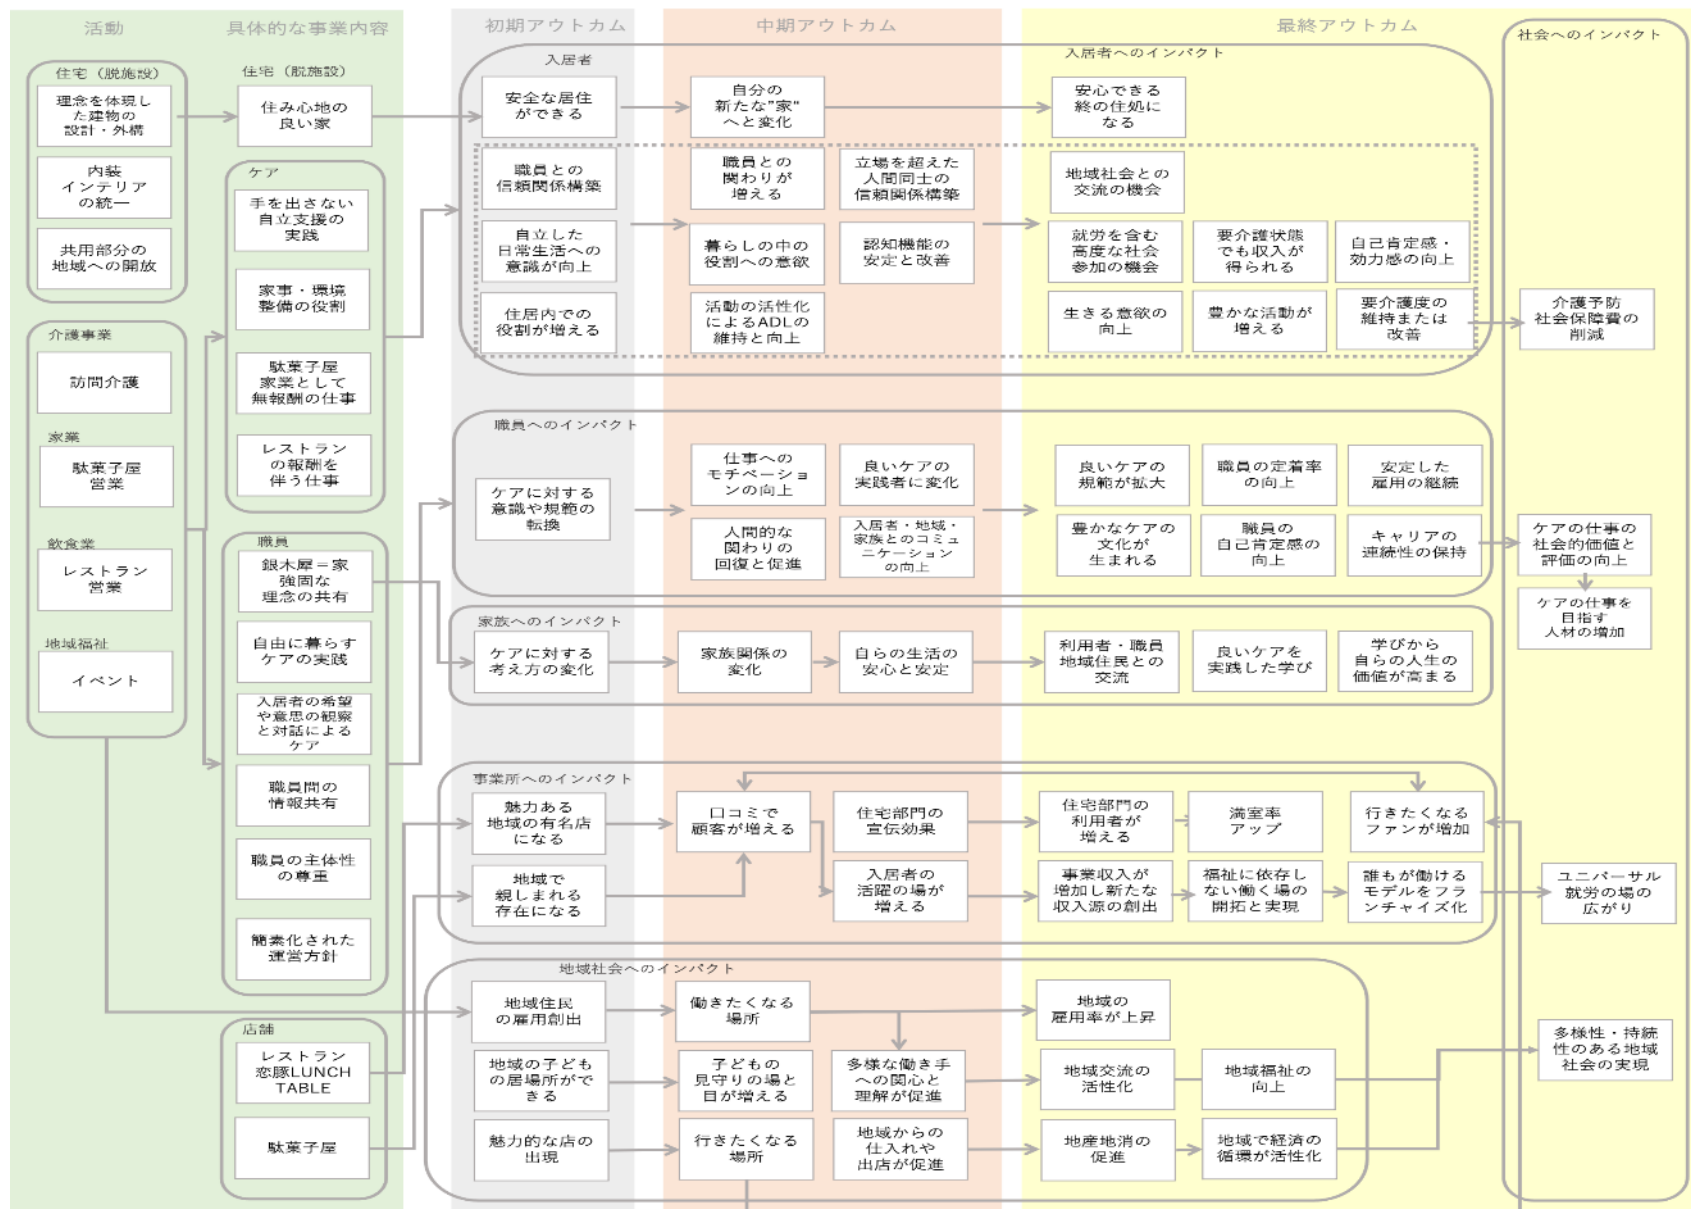 活動
具体的な事業内容
初期アウトカム
中期アウトカム
最終アウトカム
社会へのインパクト
住宅（脱施設）
理念を体現し
た建物の
設計・外構
内装
インテリア
の統一
共用部分の
地域への開放
介護事業
訪問介護
家業
駄菓子屋
営業
飲食業
レストラン
営業
地域福祉
イベント
住宅（脱施設）
住み心地の
良い家
ケア
手を出さない
自立支援の
実践
家事・環境
整備の役割
駄菓子屋
家業として
無報酬の仕事
レストラン
の報酬を
伴う仕事
職員
銀木犀＝家
強固な
理念の共有
自由に暮らす
ケアの実践
入居者の希望
や意思の観察
と対話による
ケア
職員間の
情報共有
職員の主体性
の尊重
簡素化された
運営方針
店舗
レストラン
恋豚LUNCH
TABLE
駄菓子屋
入居者
入居者へのインパクト
安全な居住
ができる
自分の
新たな”家“
へと変化
安心できる
終の住処に
なる
職員との
信頼関係構築
職員との
関わりが
増える
立場を超えた
人間同士の
信頼関係構築
地域社会との
交流の機会
自立した
日常生活への
意識が向上
暮らしの中の
役割への意欲
認知機能の
安定と改善
就労を含む
高度な社会
参加の機会
要介護状態
でも収入が
得られる
自己肯定感・
効力感の向上
住居内での
役割が増える
活動の活性化
によるADLの
維持と向上
生きる意欲の
向上
豊かな活動が
増える
要介護度の
維持または
改善
介護予防
社会保障費の
削減
職員へのインパクト
ケアに対する
意識や規範の
転換
仕事への
モチベーショ
ンの向上
良いケアの
実践者に変化
良いケアの
規範が拡大
職員の定着率
の向上
安定した
雇用の継続
人間的な
関わりの
回復と促進
入居者・地域・
家族とのコミュ
ニケーション
の向上
豊かなケアの
文化が
生まれる
職員の
自己肯定感の
向上
キャリアの
連続性の保持
ケアの仕事の
社会的価値と
評価の向上
ケアの仕事を
目指す
人材の増加
家族へのインパクト
ケアに対する
考え方の変化
家族関係の
変化
自らの生活の
安心と安定
利用者・職員
地域住民との
交流
良いケアを
実践した学び
学びから
自らの人生の
価値が高まる
事業所へのインパクト
魅力ある
地域の有名店
になる
口コミで
顧客が増える
住宅部門の
宣伝効果
住宅部門の
利用者が
増える
満室率
アップ
行きたくなる
ファンが増加
地域で
親しまれる
存在になる
入居者の
活躍の場が
増える
事業収入が
増加し新たな
収入源の創出
福祉に依存し
ない働く場の
開拓と実現
誰もが働ける
モデルをフラ
ンチャイズ化
ユニバーサル
就労の場の
広がり
地域社会へのインパクト
地域住民
の雇用創出
働きたくなる
場所
地域の
雇用率が上昇
地域の子ども
の居場所がで
きる
子どもの
見守りの場と
目が増える
多様な働き手
への関心と
理解が促進
地域交流の
活性化
地域福祉の
向上
多様性・持続
性のある地域
社会の実現
魅力的な店の
出現
行きたくなる
場所
地域からの
仕入れや
出店が促進
地産地消の
促進
地域で経済の
循環が活性化